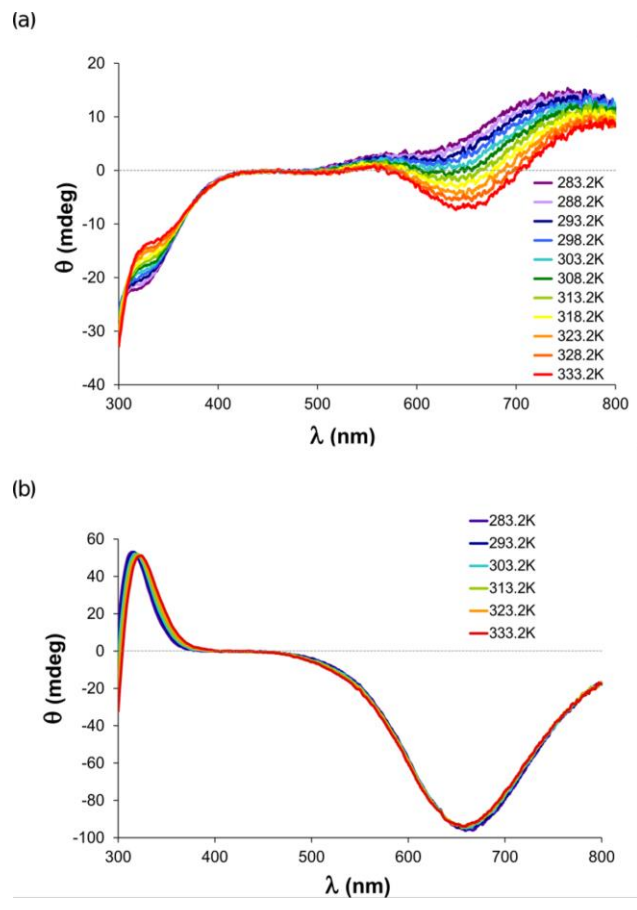 (a)
20
10
0
-10
-20
-30
-40
θ (mdeg)
283.2K
288.2K
293.2K
298.2K
303.2K
308.2K
313.2K
318.2K
323.2K
328.2K
333.2K
300 400 500 600 700 800
λ (nm)
(b)
60
40
20
0
-20
-40
-60
-80
-100
θ (mdeg)
283.2K
293.2K
303.2K
313.2K
323.2K
333.2K
300 400 500 600 700 800
λ (nm)